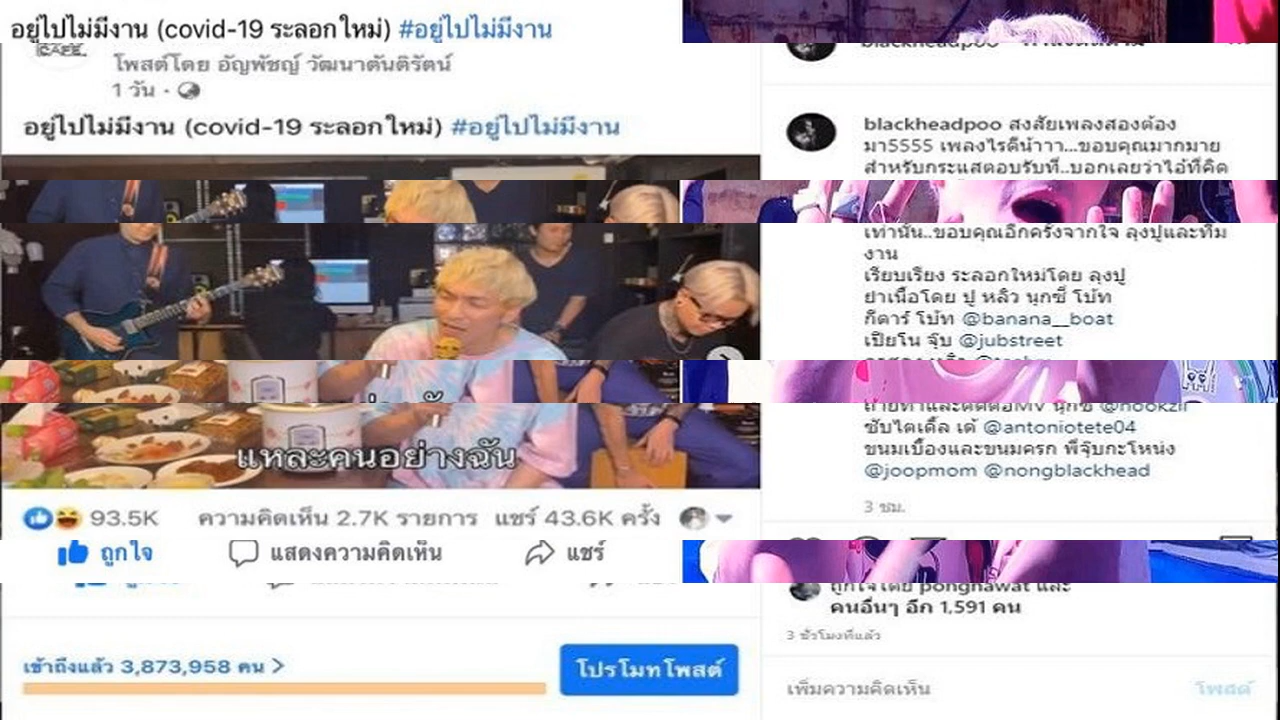 อยู่ไปไม่มีงาน (covid-19 ระลอกใหม่) #อยู่ไปไม่มีงาน
CAFE.
โพสต์โดย อัญพัชญ์ วัฒนาตันติรัตน์
1 วัน ·
อยู่ไปไม่มีงาน (covid-19 ระลอกใหม่) #อยู่ไปไม่มีงาน
แหละคนอย่างฉัน
93.5K ความคิดเห็น 2.7K รายการ แชร์ 43.6K ครั้ง
ถูกใจ แสดงความคิดเห็น แชร์
เข้าถึงแล้ว 3,873,958 คน >
โปรโมทโพสต์
blackheadpoo
blackheadpoo สงสัยเพลงสองต้อง
มา5555 เพลงไรดีน้าาา...ขอบคุณมากมาย
สำหรับกระแสตอบรับที่..บอกเลยว่าไอ้ที่คิด
เท่านั้น..ขอบคุณอีกครั้งจากใจ ลุงปูและทีม
งาน
เรียบเรียง ระลอกใหม่โดย ลุงปู
ยำเนื้อโดย ปู หลิว นุกซี่ โบ้ท
กีตาร์ โบ้ท @banana__boat
เปียโน จุ๊บ @jubstreet
ถ่ายทำและตัดต่อMV นุกซี่
ซับไตเติ้ล เต้ @antoniotete04
ขนมเบื้องและขนมครก พี่จุ๊บกะโหน่ง
@joopmom @nongblackhead
3 ชม.
ถูกใจโดย ponghawat และ
คนอื่นๆ อีก 1,591 คน
3 ชั่วโมงที่แล้ว
เพิ่มความคิดเห็น โพสต์